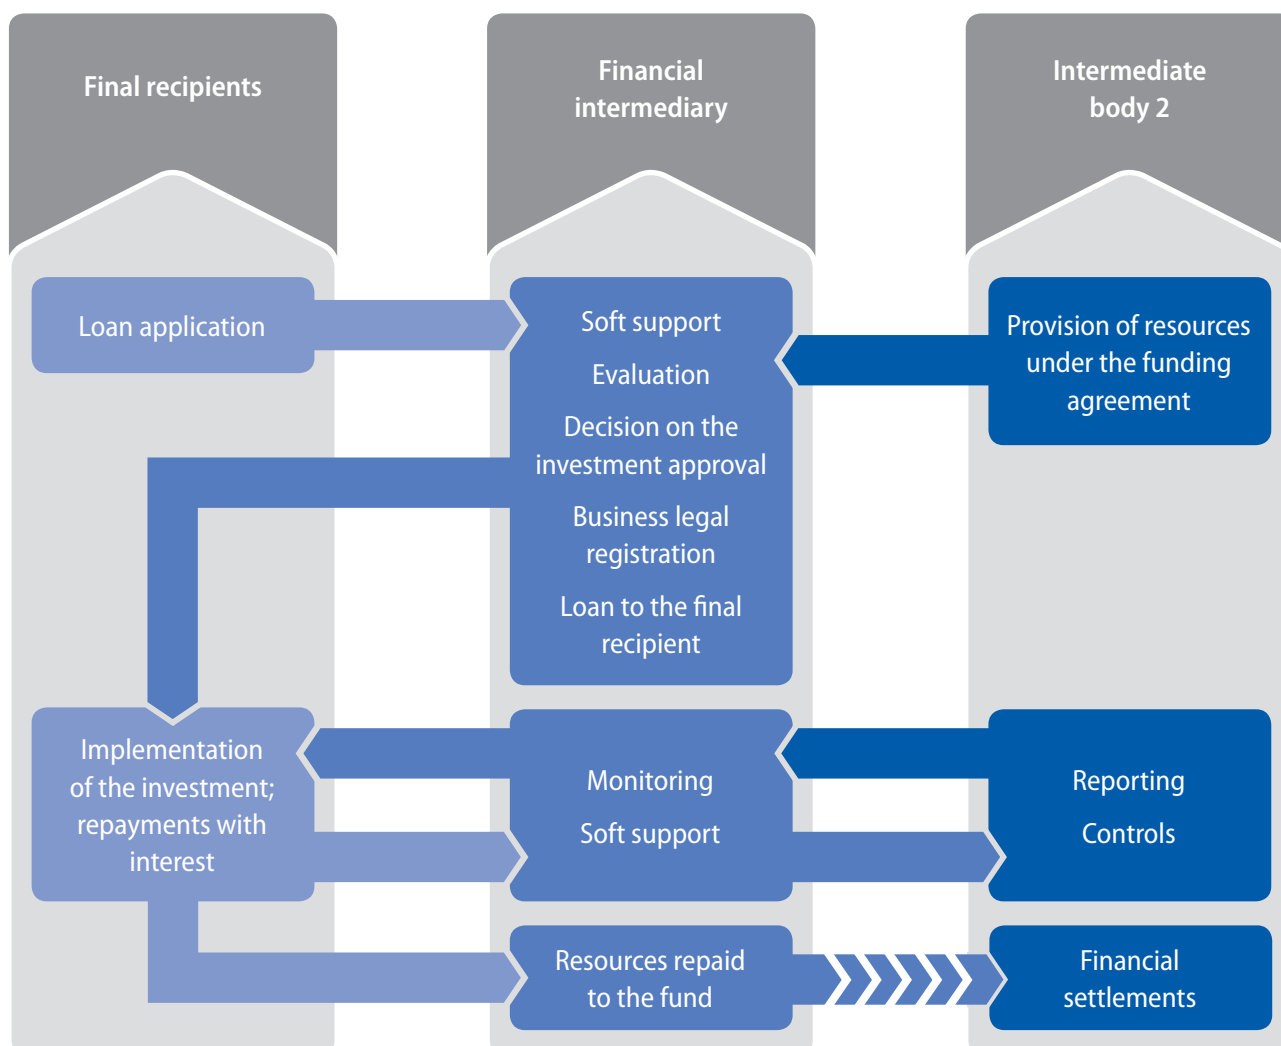 Final recipients
Financial
intermediary
Intermediate
body 2
Loan application
Soft support
Evaluation
Decision on the
investment approval
Business legal
registration
Loan to the final
recipient
Provision of resources
under the funding
agreement
Implementation
of the investment;
repayments with
interest
Monitoring
Soft support
Reporting
Controls
Resources repaid
to the fund
Financial
settlements